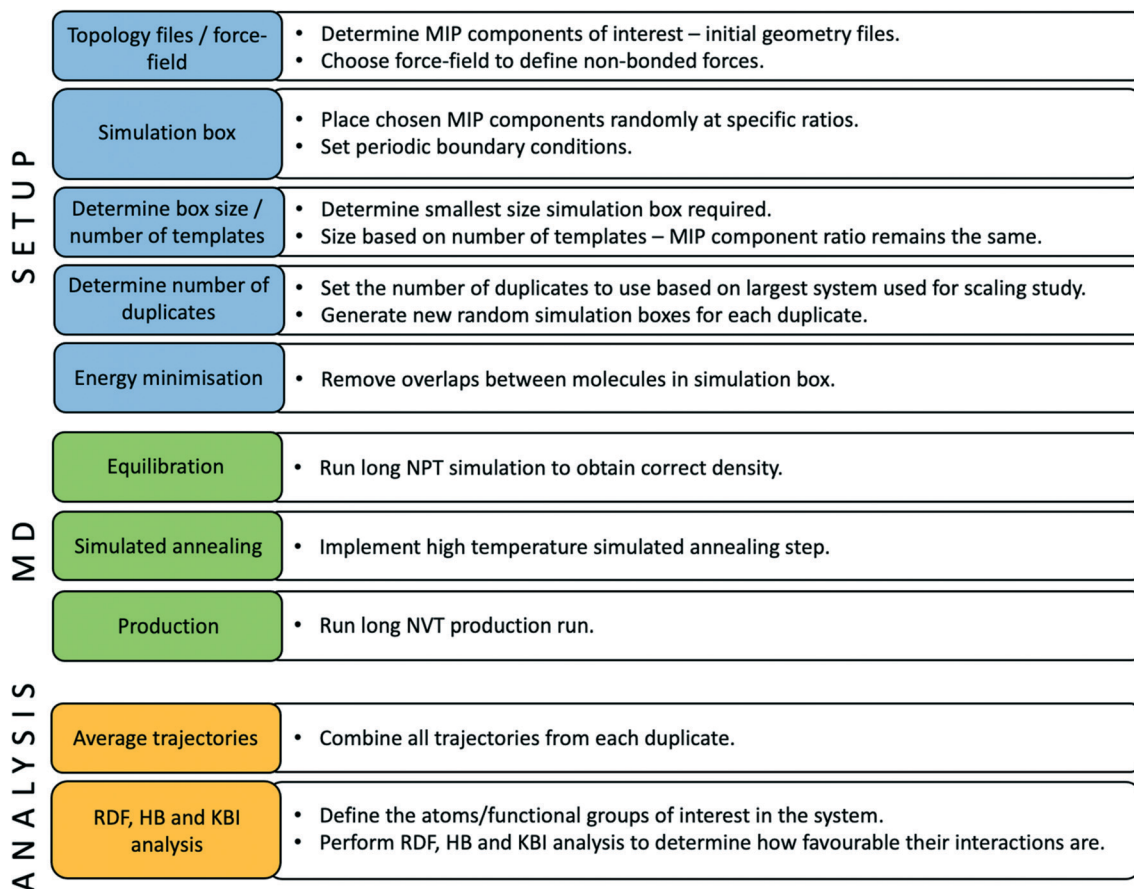 SETUP
Topology files / force-
field
• Determine MIP components of interest – initial geometry files.
• Choose force-field to define non-bonded forces.
Simulation box
• Place chosen MIP components randomly at specific ratios.
• Set periodic boundary conditions.
Determine box size /
number of templates
• Determine smallest size simulation box required.
• Size based on number of templates – MIP component ratio remains the same.
Determine number of
duplicates
• Set the number of duplicates to use based on largest system used for scaling study.
• Generate new random simulation boxes for each duplicate.
Energy minimisation
• Remove overlaps between molecules in simulation box.
MD
Equilibration
• Run long NPT simulation to obtain correct density.
Simulated annealing
• Implement high temperature simulated annealing step.
Production
• Run long NVT production run.
ANALYSIS
Average trajectories
• Combine all trajectories from each duplicate.
RDF, HB and KBI
analysis
• Define the atoms/functional groups of interest in the system.
• Perform RDF, HB and KBI analysis to determine how favourable their interactions are.